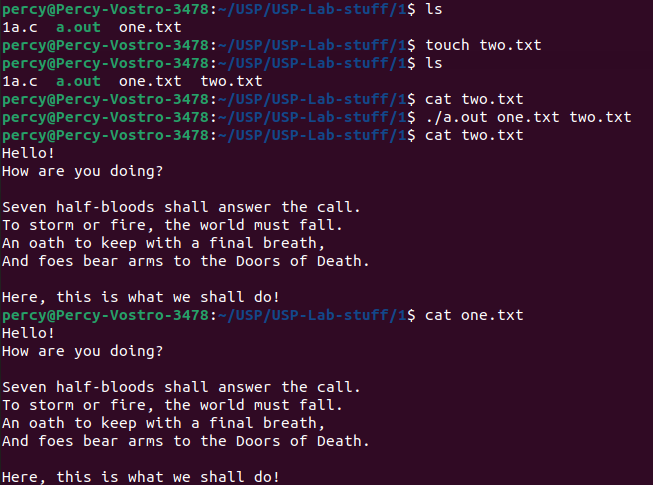 percy@Percy-Vostro-3478:~/USP/USP-Lab-stuff/1$ ls
1a.c  a.out  one.txt
percy@Percy-Vostro-3478:~/USP/USP-Lab-stuff/1$ touch two.txt
percy@Percy-Vostro-3478:~/USP/USP-Lab-stuff/1$ ls
1a.c  a.out  one.txt  two.txt
percy@Percy-Vostro-3478:~/USP/USP-Lab-stuff/1$ cat two.txt
percy@Percy-Vostro-3478:~/USP/USP-Lab-stuff/1$ ./a.out one.txt two.txt
percy@Percy-Vostro-3478:~/USP/USP-Lab-stuff/1$ cat two.txt
Hello!
How are you doing?

Seven half-bloods shall answer the call.
To storm or fire, the world must fall.
An oath to keep with a final breath,
And foes bear arms to the Doors of Death.

Here, this is what we shall do!
percy@Percy-Vostro-3478:~/USP/USP-Lab-stuff/1$ cat one.txt
Hello!
How are you doing?

Seven half-bloods shall answer the call.
To storm or fire, the world must fall.
An oath to keep with a final breath,
And foes bear arms to the Doors of Death.

Here, this is what we shall do!